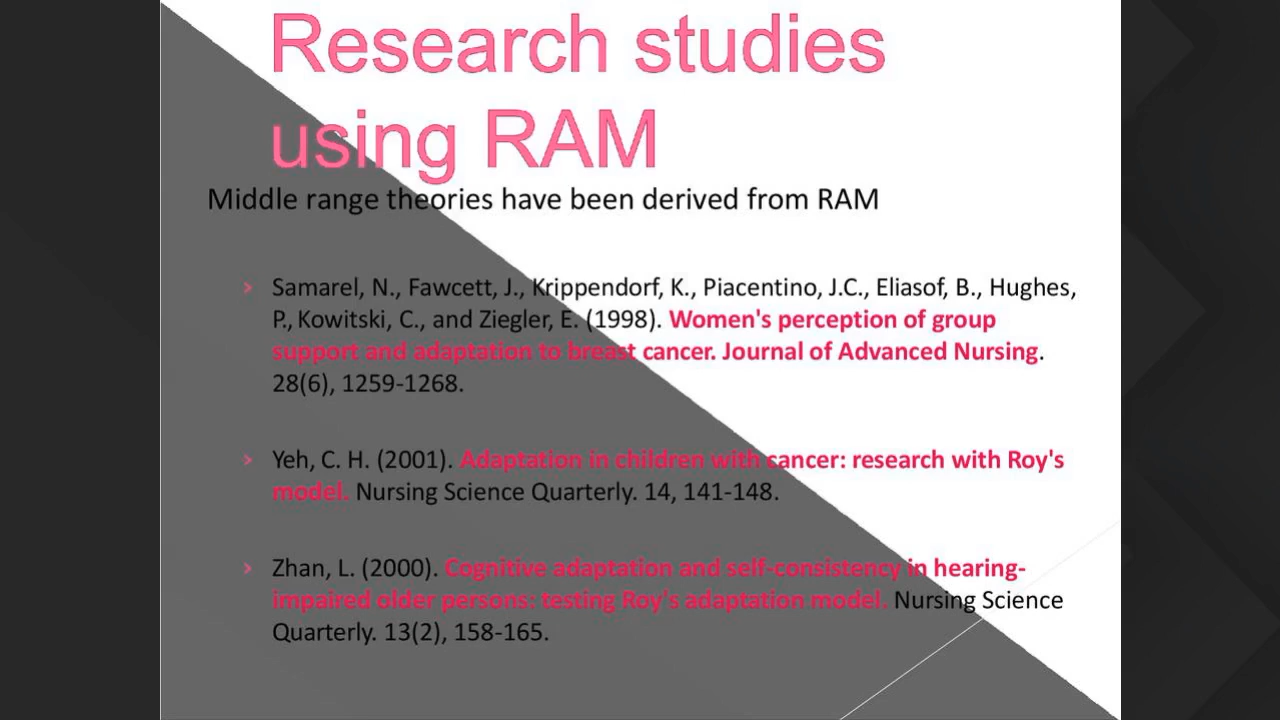 Research studies
using RAM
Middle range theories have been derived from RAM
› Samarel, N., Fawcett, J., Krippendorf, K., Piacentino, J.C., Eliasof, B., Hughes,
P., Kowitski, C., and Ziegler, E. (1998). Women's perception of group
support and adaptation to breast cancer. Journal of Advanced Nursing.
28(6), 1259-1268.
› Yeh, C. H. (2001). Adaptation in children with cancer: research with Roy's
model. Nursing Science Quarterly. 14, 141-148.
› Zhan, L. (2000). Cognitive adaptation and self-consistency in hearing-
impaired older persons: testing Roy's adaptation model. Nursing Science
Quarterly. 13(2), 158-165.